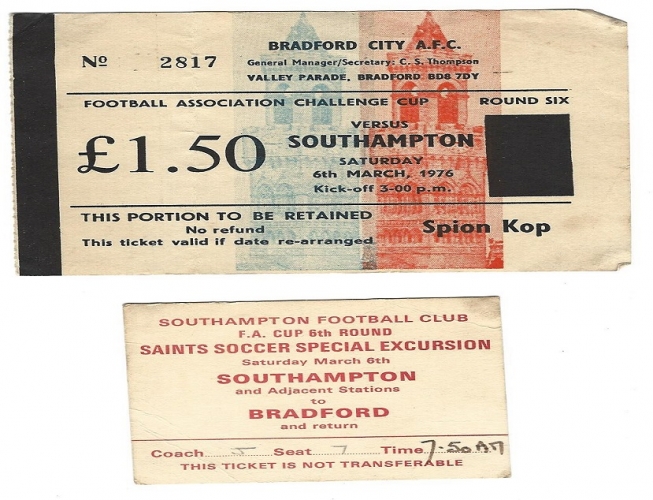 BRADFORD CITY A.F.C.
No 2817
General Manager/Secretary: C. S. Thompson
VALLEY PARADE, BRADFORD BD8 7DY
FOOTBALL ASSOCIATION CHALLENGE CUP ROUND SIX
VERSUS
£1.50 SOUTHAMPTON
SATURDAY
6th MARCH, 1976
Kick-off 3-00 p.m.
THIS PORTION TO BE RETAINED
No refund
Spion Kop
This ticket valid if date re-arranged
SOUTHAMPTON FOOTBALL CLUB
F.A. CUP 6th ROUND
SAINTS SOCCER SPECIAL EXCURSION
Saturday March 6th
SOUTHAMPTON
and Adjacent Stations
to
BRADFORD
and return
Coach 5 Seat 7 Time 7.50 AM
THIS TICKET IS NOT TRANSFERABLE